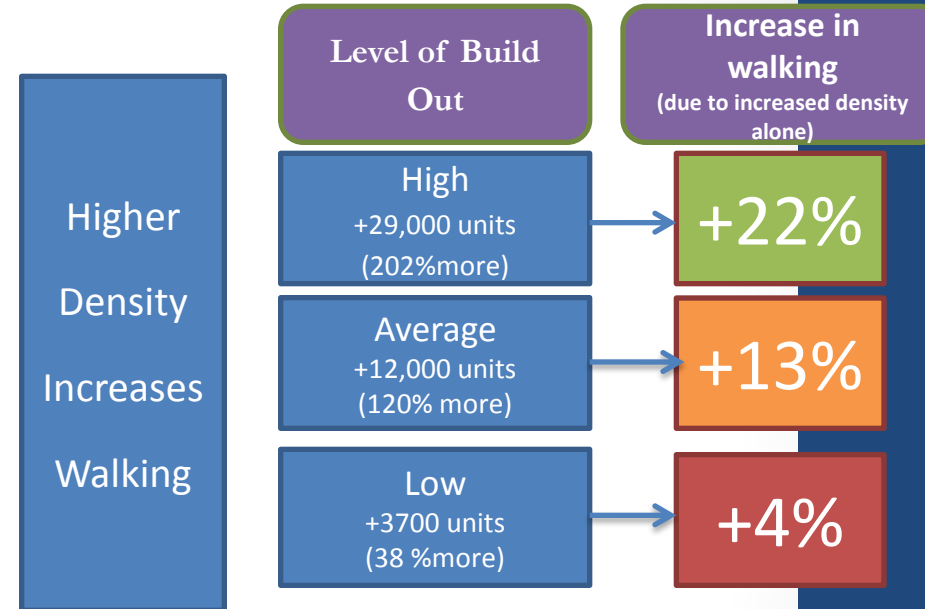 Higher
Density
Increases
Walking
Level of Build
Out
Increase in
walking
(due to increased density
alone)
High
+29,000 units
(202%more)
+22%
Average
+12,000 units
(120% more)
+13%
Low
+3700 units
(38 %more)
+4%